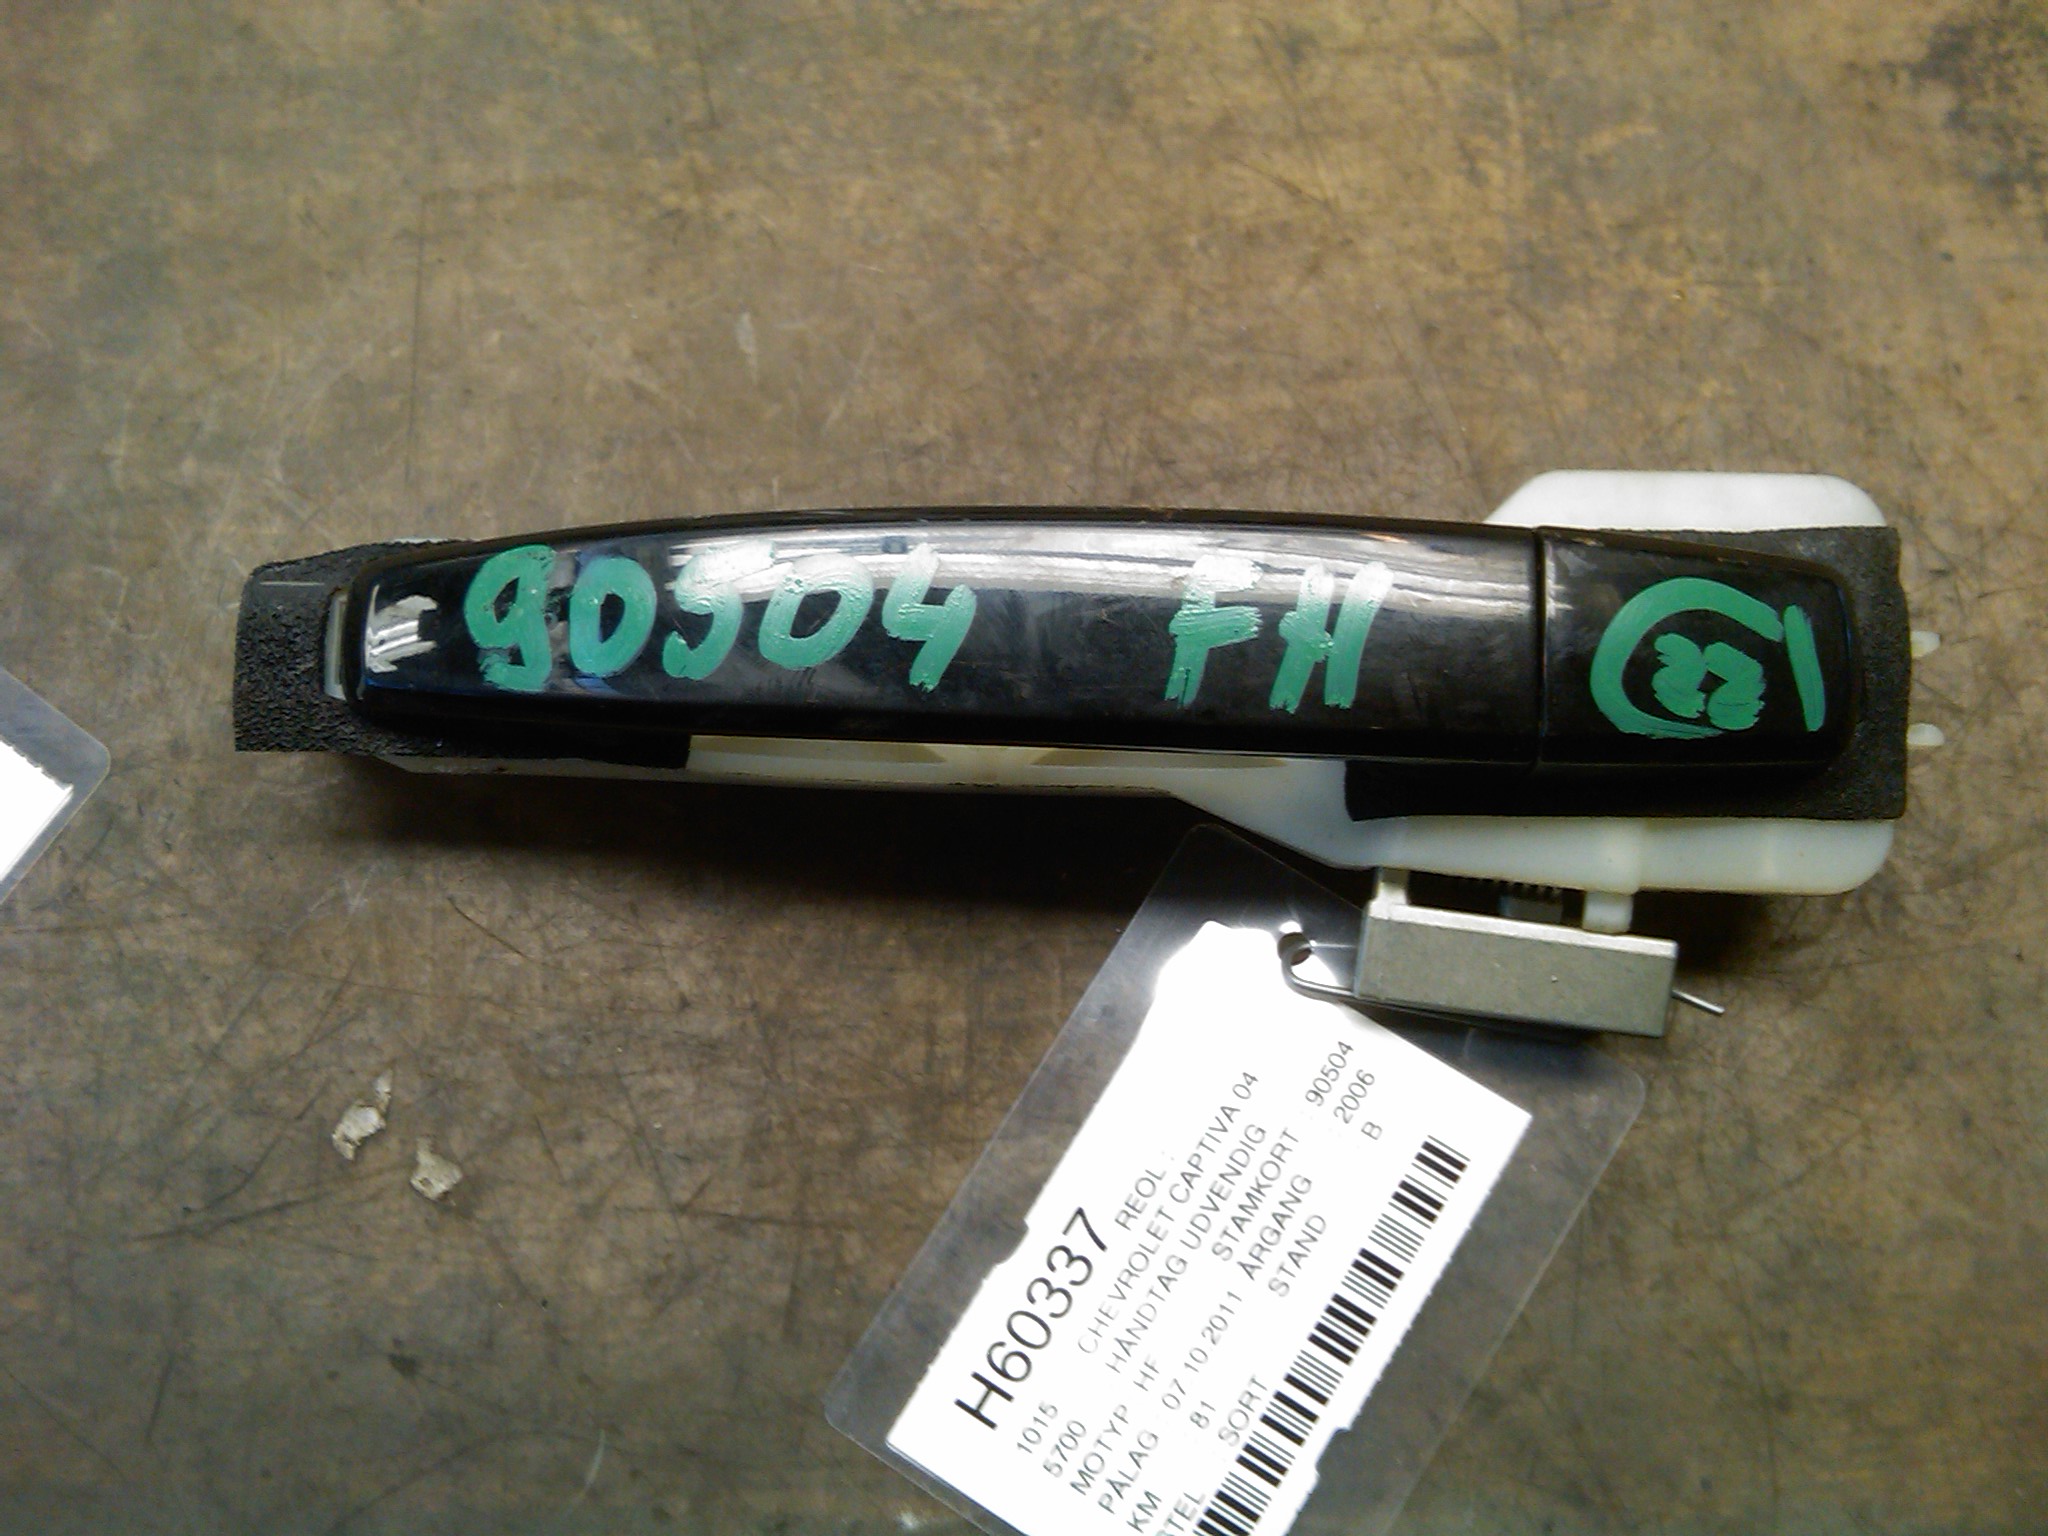 90504 FH B
H60337 REOL :
1015 CHEVROLET CAPTIVA 04
5700 HÅNDTAG UDVENDIG
MOTYP HF STAMKORT : 90504
PÅLAG : 07 10 2011 ÅRGANG : 2006
KM : 81 STAND B
STEL : SORT